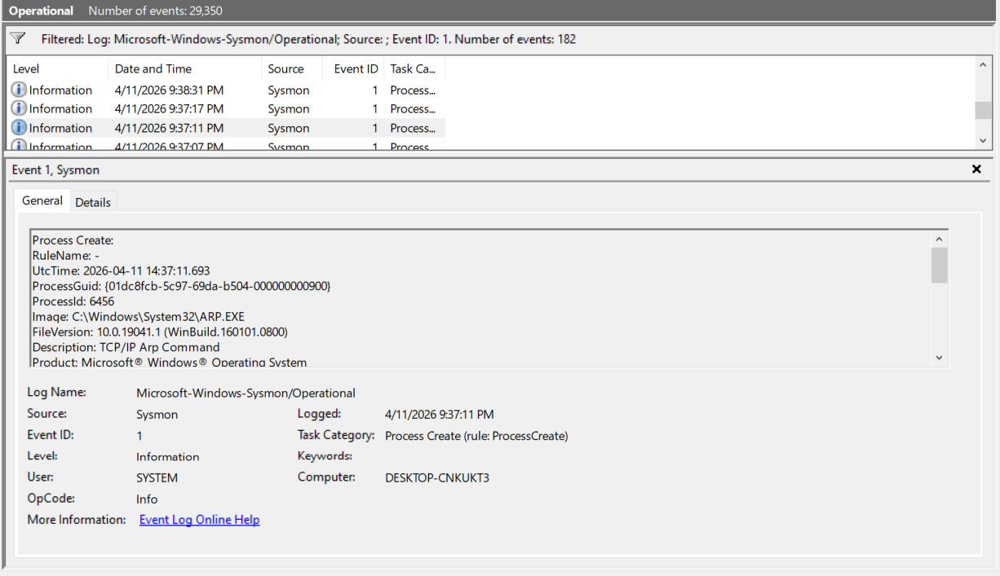 Operational Number of events: 29,350
Filtered: Log: Microsoft-Windows-Sysmon/Operational; Source: ; Event ID: 1. Number of events: 182
Level Date and Time Source Event ID Task Ca...
Information 4/11/2026 9:38:31 PM Sysmon 1 Process...
Information 4/11/2026 9:37:17 PM Sysmon 1 Process...
Information 4/11/2026 9:37:11 PM Sysmon 1 Process...
Information 4/11/2026 9:37:07 PM Sysmon 1 Process
Event 1, Sysmon
General Details
Process Create:
RuleName: -
UtcTime: 2026-04-11 14:37:11.693
ProcessGuid: {01dc8fcb-5c97-69da-b504-000000000900}
ProcessId: 6456
Image: C:\Windows\System32\ARP.EXE
FileVersion: 10.0.19041.1 (WinBuild.160101.0800)
Description: TCP/IP Arp Command
Product: Microsoft® Windows® Operating System
Log Name: Microsoft-Windows-Sysmon/Operational
Source: Sysmon Logged: 4/11/2026 9:37:11 PM
Event ID: 1 Task Category: Process Create (rule: ProcessCreate)
Level: Information Keywords:
User: SYSTEM Computer: DESKTOP-CNKUKT3
OpCode: Info
More Information: Event Log Online Help